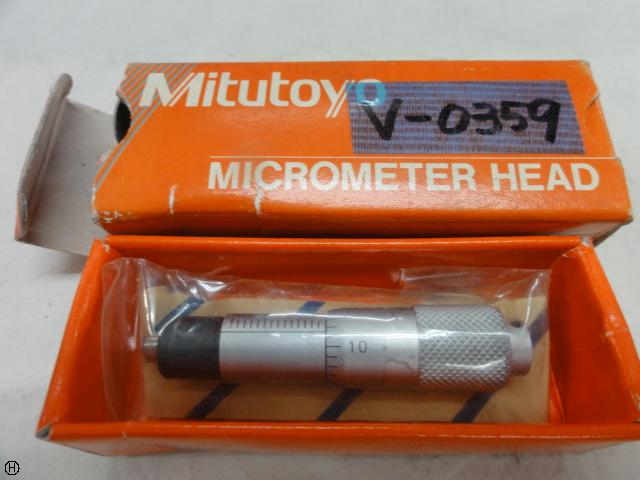 Mitutoyo
V-0359
MICROMETER HEAD
10
H